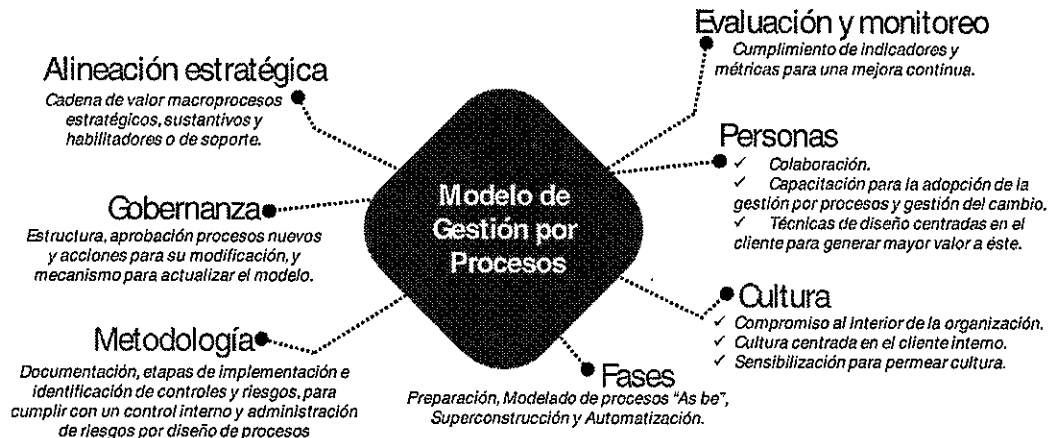 Alineación estratégica
Cadena de valor macroprocesos
estratégicos, sustantivos y
habilitadores o de soporte.
Gobernanza
Estructura, aprobación procesos nuevos
y acciones para su modificación, y
mecanismo para actualizar el modelo.
Metodología
Documentación, etapas de implementación e
identificación de controles y riesgos, para
cumplir con un control interno y administración
de riesgos por diseño de procesos
Modelo de
Gestión por
Procesos
Evaluación y monitoreo
Cumplimiento de indicadores y
métricas para una mejora continua.
Personas
✓ Colaboración.
✓ Capacitación para la adopción de la
gestión por procesos y gestión del cambio.
✓ Técnicas de diseño centradas en el
cliente para generar mayor valor a éste.
Cultura
✓ Compromiso al interior de la organización.
✓ Cultura centrada en el cliente interno.
✓ Sensibilización para permear cultura.
Fases
Preparación, Modelado de procesos "As be",
Superconstrucción y Automatización.